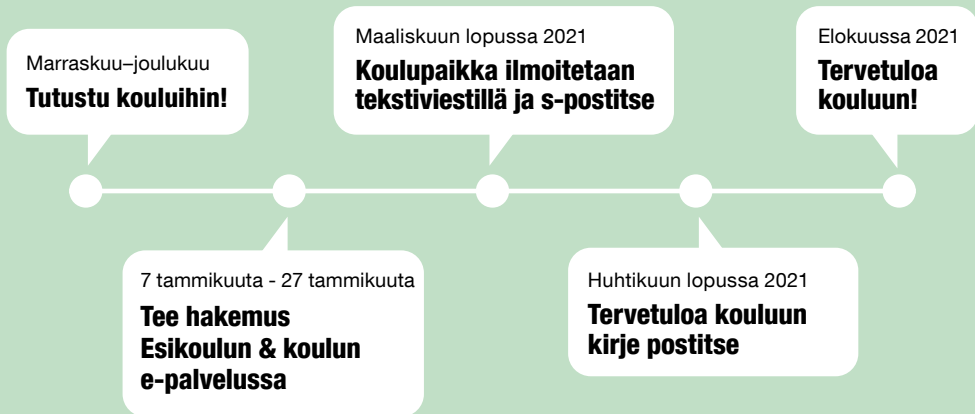 Marraskuu–joulukuu
Tutustu kouluihin!
7 tammikuuta - 27 tammikuuta
Tee hakemus
Esikoulun & koulun
e-palvelussa
Maaliskuun lopussa 2021
Koulupaikka ilmoitetaan
tekstiviestillä ja s-postitse
Huhtikuun lopussa 2021
Tervetuloa kouluun
kirje postitse
Elokuussa 2021
Tervetuloa
kouluun!